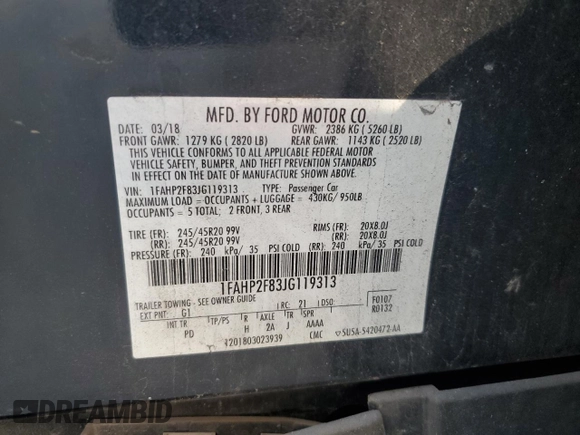 MFD. BY FORD MOTOR CO.
DATE: 03/18 GVWR: 2386 KG ( 5260 LB)
FRONT GAWR: 1279 KG ( 2820 LB) REAR GAWR: 1143 KG ( 2520 LB)
THIS VEHICLE CONFORMS TO ALL APPLICABLE FEDERAL MOTOR
VEHICLE SAFETY, BUMPER, AND THEFT PREVENTION STANDARDS
IN EFFECT ON THE DATE OF MANUFACTURE SHOWN ABOVE.
VIN: 1FAHP2F83JG119313 TYPE: Passenger Car
MAXIMUM LOAD = OCCUPANTS + LUGGAGE = 430KG/ 950LB
OCCUPANTS = 5 TOTAL; 2 FRONT, 3 REAR
TIRE (FR): 245/45R20 99V RIMS (FR): 20X8.0J
(RR): 245/45R20 99V (RR): 20X8.0J
PRESSURE (FR): 240 kPa/ 35 PSI COLD (RR): 240 kPa/ 35 PSI COLD
1FAHP2F83JG119313
TRAILER TOWING - SEE OWNER GUIDE
EXT PNT: G1 RC: 21 DSO: F0107
INT TR TP/PS R AXLE TR SPR R0132
PD H 2A J AAAA
1201803023939 CMC SU5A-5420472-AA
DREAMBID